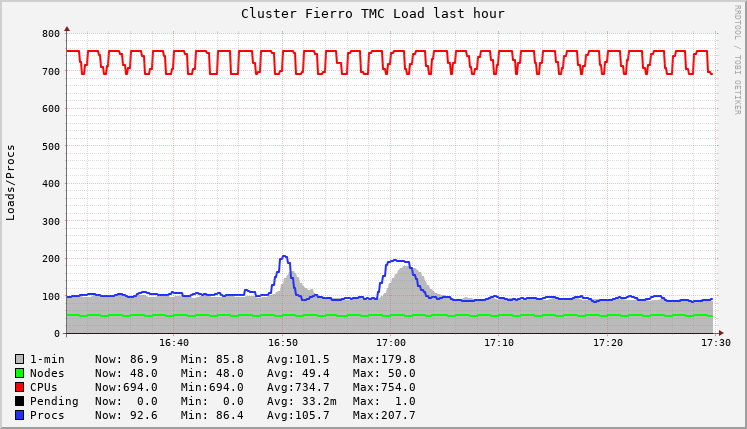 Cluster Fierro TMC Load last hour
RRDTOOL / TOBI OETIKER
Loads/Procs
800
700
600
500
400
300
200
100
0
16:40 16:50 17:00 17:10 17:20 17:30
1-min Now: 86.9 Min: 85.8 Avg:101.5 Max:179.8
Nodes Now: 48.0 Min: 48.0 Avg: 49.4 Max: 50.0
CPUs Now:694.0 Min:694.0 Avg:734.7 Max:754.0
Pending Now: 0.0 Min: 0.0 Avg: 33.2m Max: 1.0
Procs Now: 92.6 Min: 86.4 Avg:105.7 Max:207.7